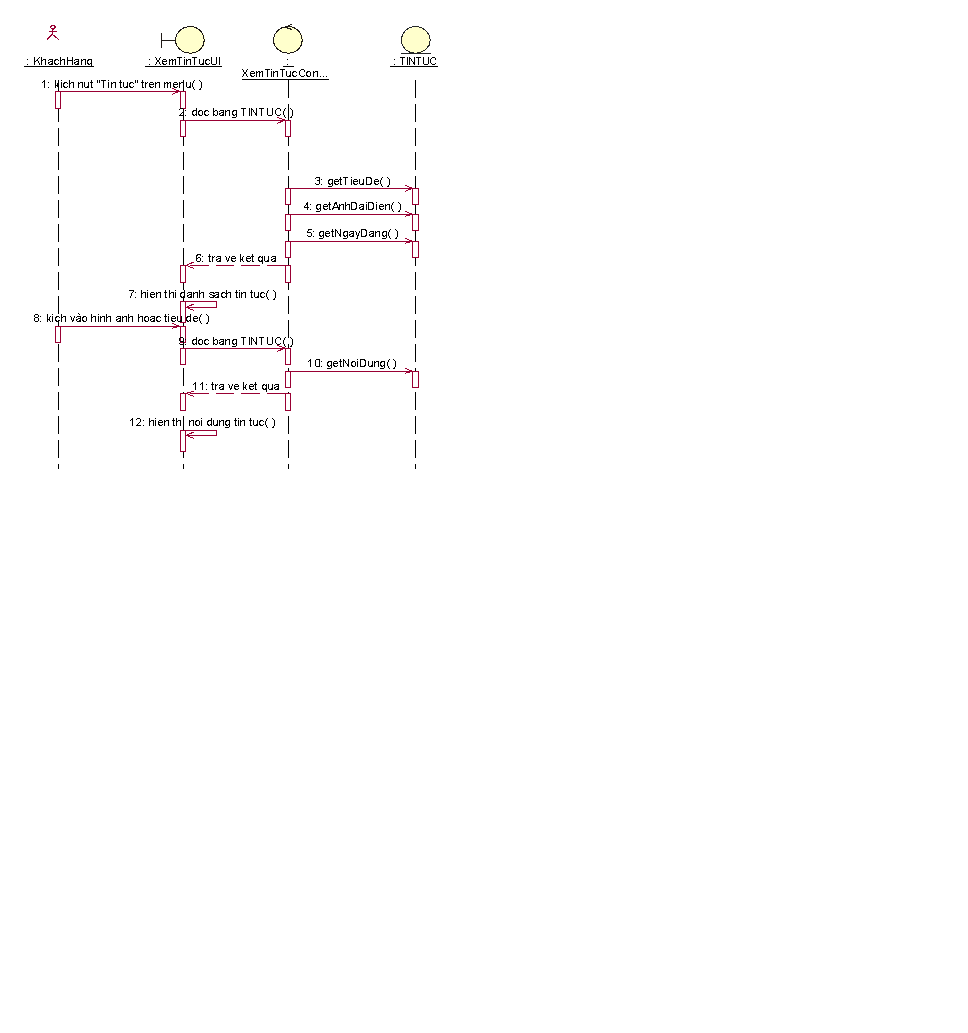 : KhachHang
: XemTinTucUI
:
XemTinTucCon...
: TINTUC
1: kich nut "Tin tuc" tren menu( )
2: doc bang TINTUC( )
3: getTieuDe( )
4: getAnhDaiDien( )
5: getNgayDang( )
6: tra ve ket qua
7: hien thi danh sach tin tuc( )
8: kich vào hinh anh hoac tieu de( )
9: doc bang TINTUC( )
10: getNoiDung( )
11: tra ve ket qua
12: hien thi noi dung tin tuc( )